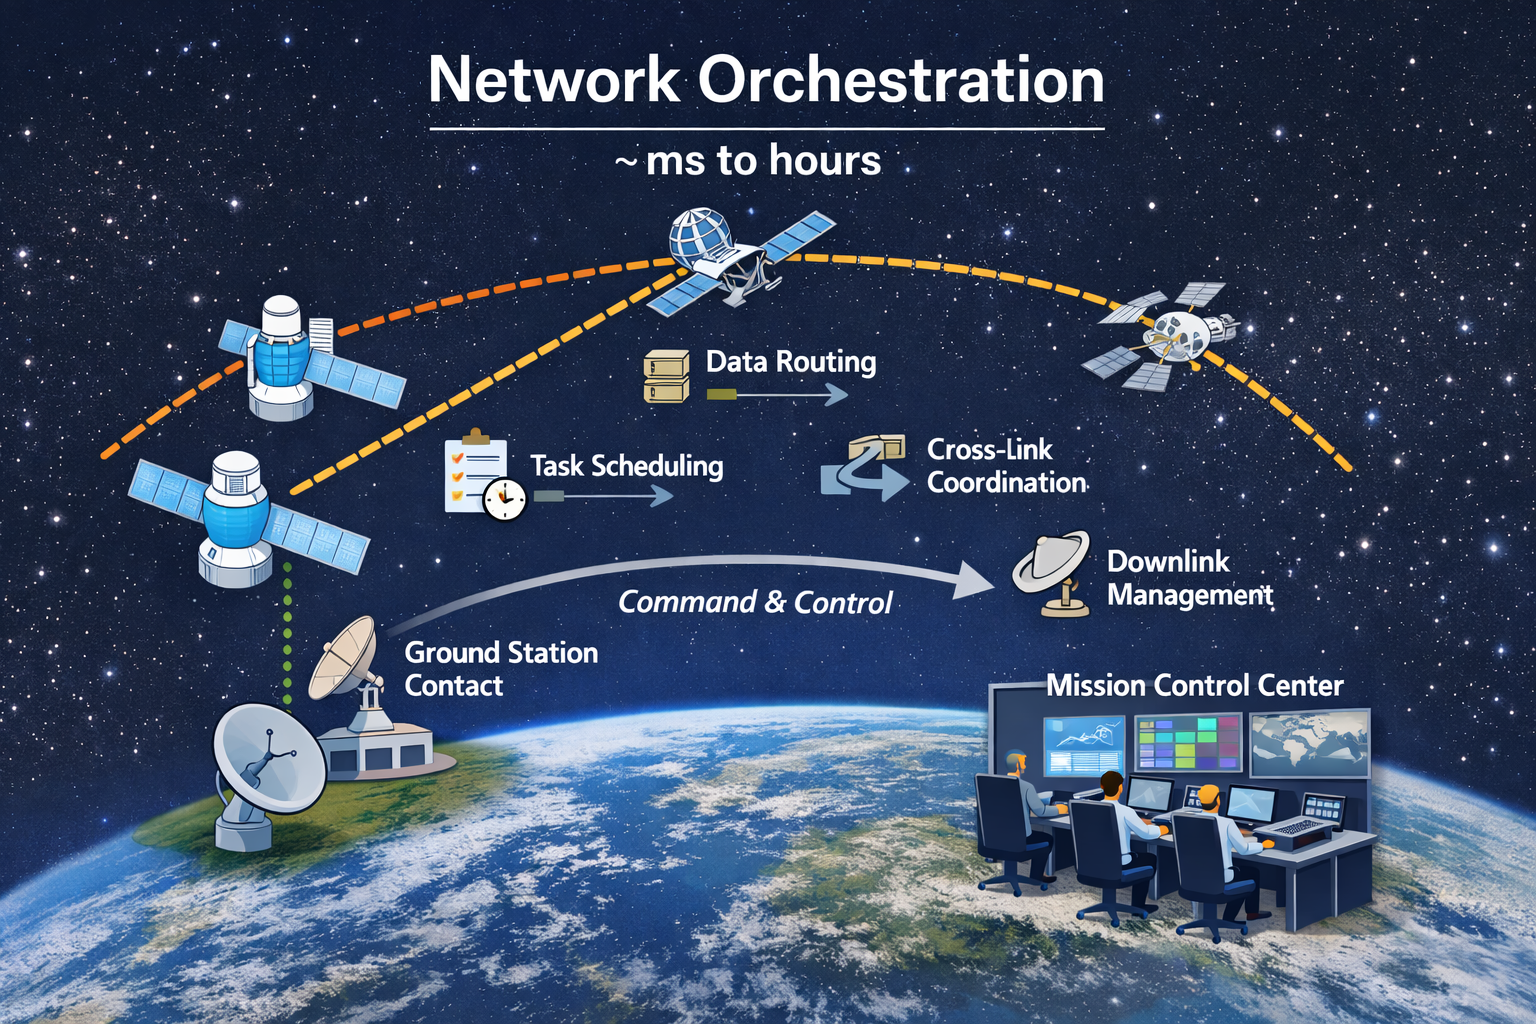 Network Orchestration
~ ms to hours
Data Routing
Task Scheduling
Cross-Link
Coordination
Downlink
Management
Command & Control
Ground Station
Contact
Mission Control Center